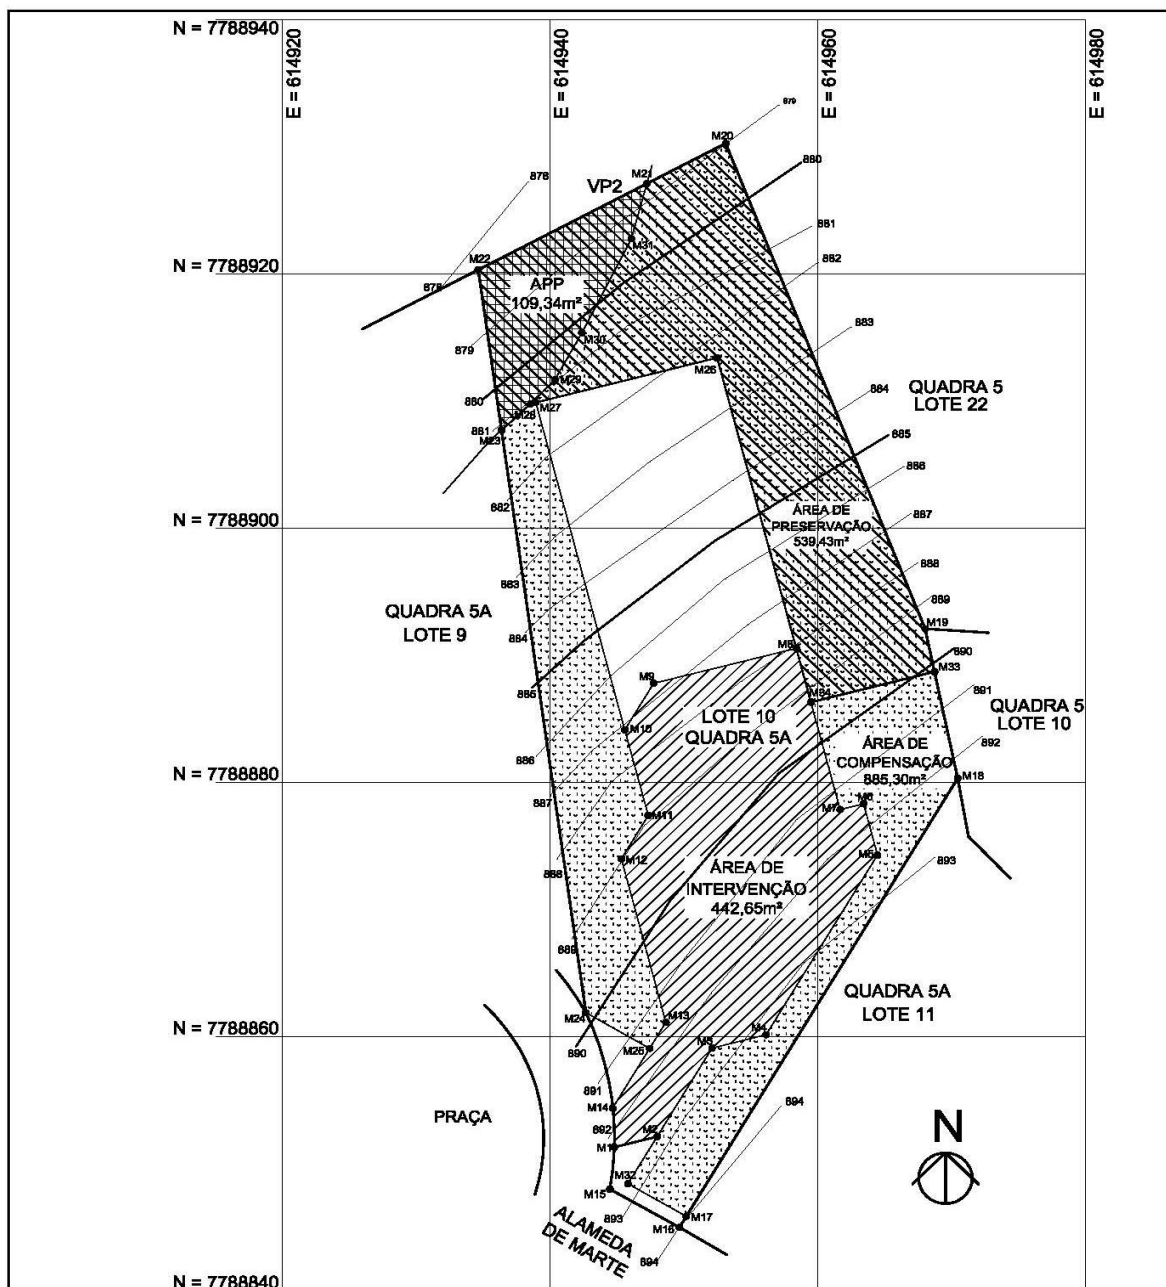 N = 7788940
E = 614920
E = 614940
E = 614960
E = 614980
879
M20
880
878
VP2
M21
M31
881
M22
N = 7788920
882
878
APP
109,34m²
879
M30
883
M26
M29
884
QUADRA 5
LOTE 22
880
M28
M27
881
M23
885
886
882
ÁREA DE
PRESERVAÇÃO
539,43m²
887
N = 7788900
888
883
889
QUADRA 5A
LOTE 9
884
M19
M8
890
M33
885
M9
M34
891
LOTE 10
QUADRA 5A
QUADRA 5
LOTE 10
M10
892
886
ÁREA DE
COMPENSAÇÃO
885,30m²
N = 7788880
M18
887
M6
M7
M11
M12
M5
893
888
ÁREA DE
INTERVENÇÃO
442,65m²
889
QUADRA 5A
LOTE 11
M24
M13
N = 7788860
M4
M3
890
M25
891
M14
894
PRAÇA
892
M2
M1
N
M32
M15
893
M17
M16
ALAMEDA
DE MARTE
894
N = 7788840